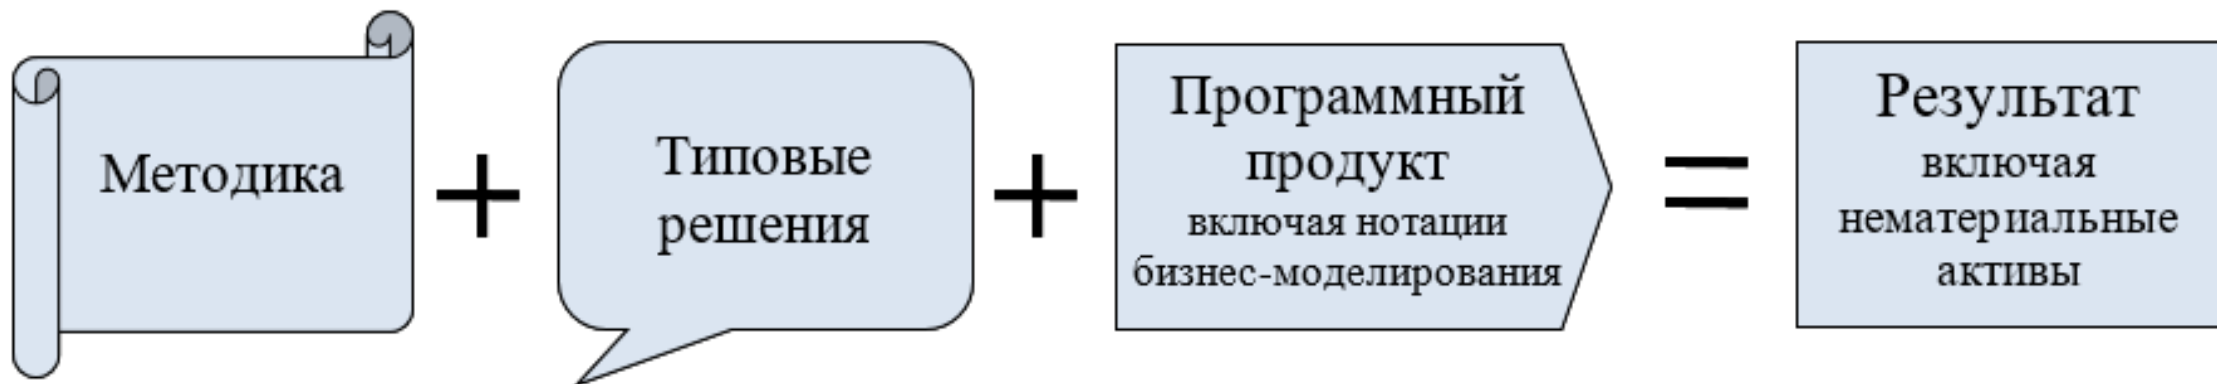 Методика
+
Типовые
решения
+
Программный
продукт
включая нотации
бизнес-моделирования
=
Результат
включая
нематериальные
активы